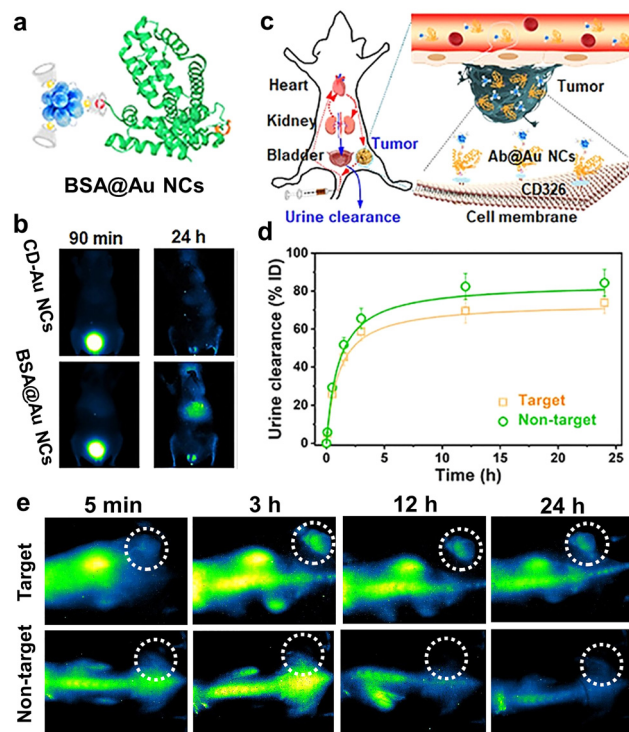 a
BSA@Au NCs
b
90 min
24 h
CD-Au NCs
BSA@Au NCs
c
Heart
Kidney
Bladder
Tumor
Urine clearance
Tumor
Ab@Au NCs
CD326
Cell membrane
d
Urine clearance (% ID)
100
80
60
40
20
0
0
5
10
15
20
25
Time (h)
Target
Non-target
e
5 min
3 h
12 h
24 h
Target
Non-target